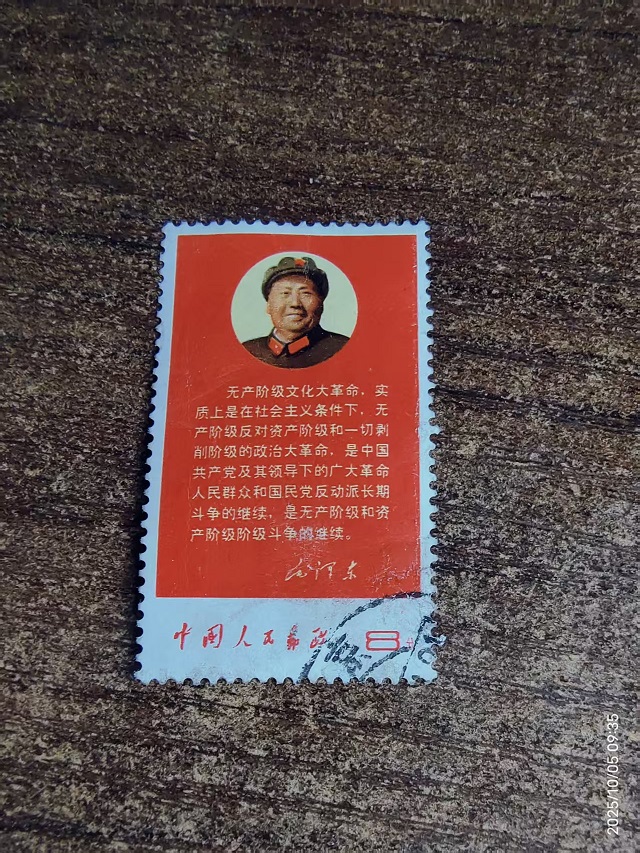 无产阶级文化大革命，实
质上是在社会主义条件下，无
产阶级反对资产阶级和一切剥
削阶级的政治大革命，是中国
共产党及其领导下的广大革命
人民群众和国民党反动派长期
斗争的继续，是无产阶级和资
产阶级阶级斗争的继续。
毛泽东
中国人民邮政 8分
2025/10/05 09:35